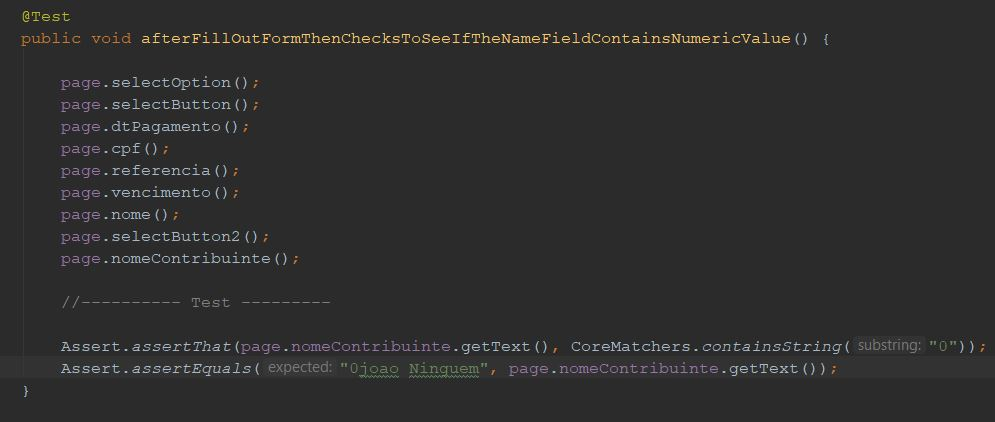 @Test
public void afterFillOutFormThenChecksToSeeIfTheNameFieldContainsNumericValue() {
page.selectOption();
page.selectButton();
page.dtPagamento();
page.cpf();
page.referencia();
page.vencimento();
page.nome();
page.selectButton2();
page.nomeContribuinte();
//---------- Test ---------
Assert.assertThat(page.nomeContribuinte.getText(), CoreMatchers.containsString( substring: "0"));
Assert.assertEquals( expected: "0joao Ninguem", page.nomeContribuinte.getText());
}